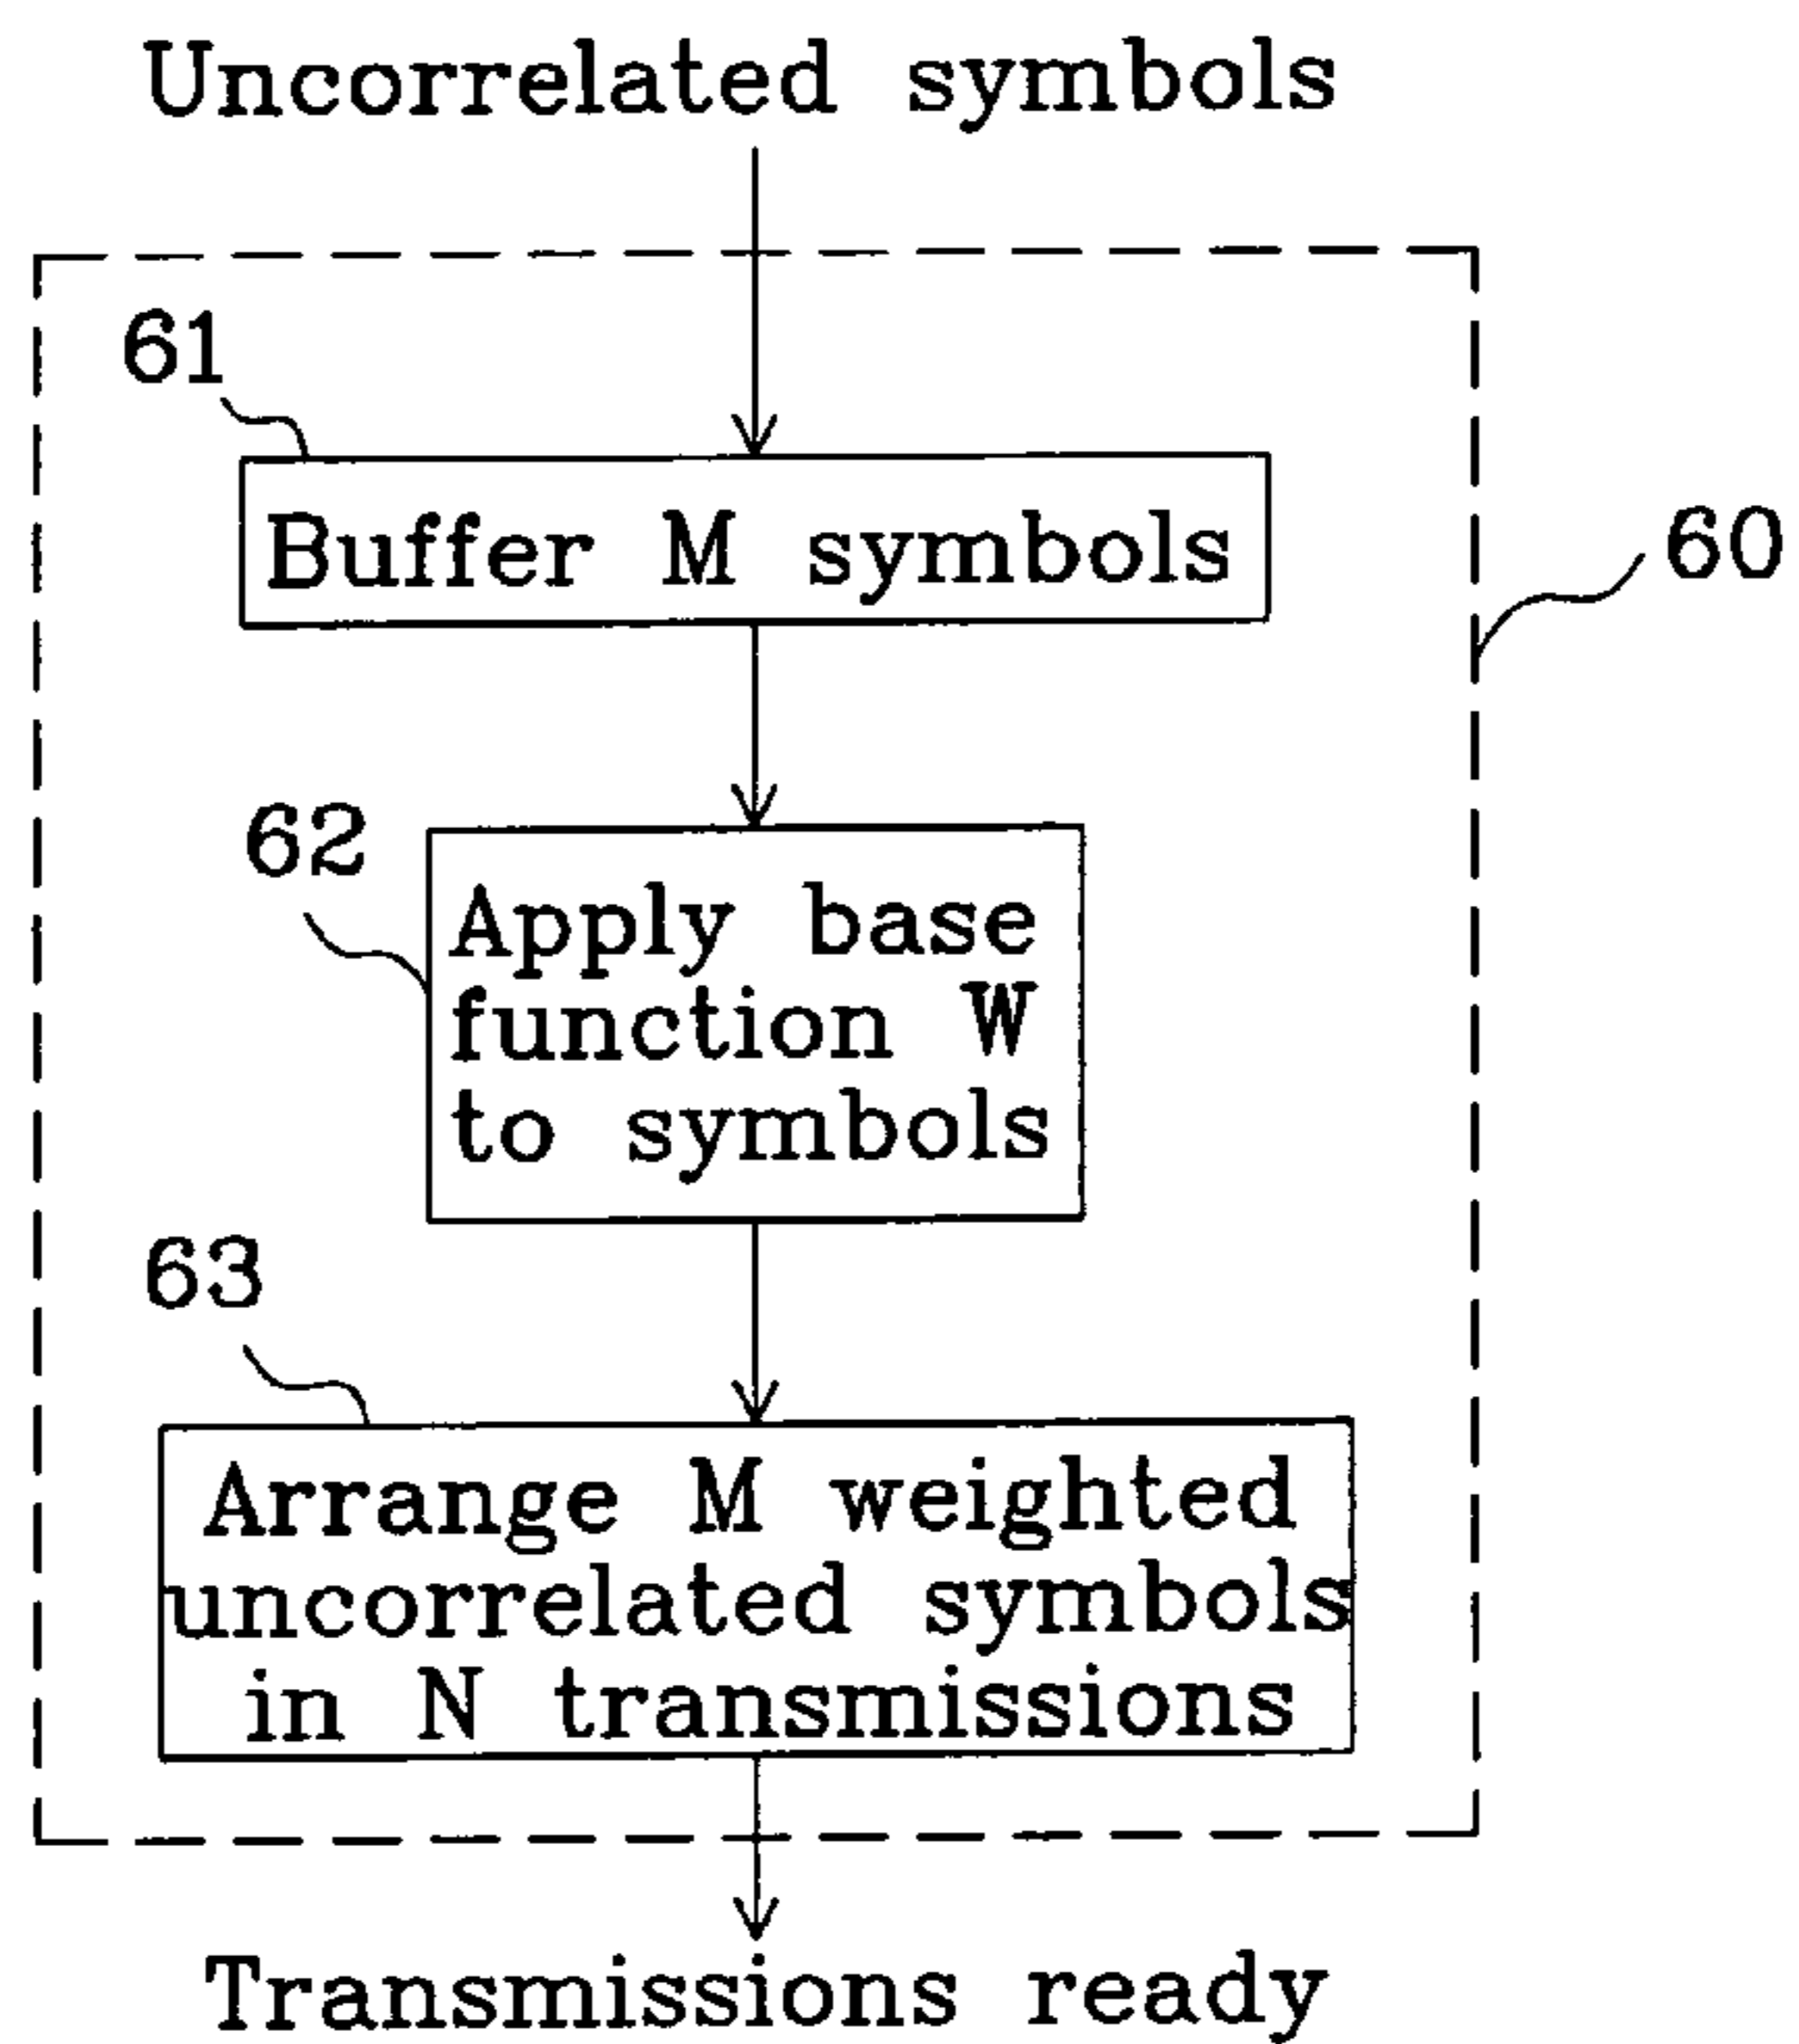 Uncorrelated symbols
61
Buffer M symbols
60
62
Apply base
function W
to symbols
63
Arrange M weighted
uncorrelated symbols
in N transmissions
Transmissions ready